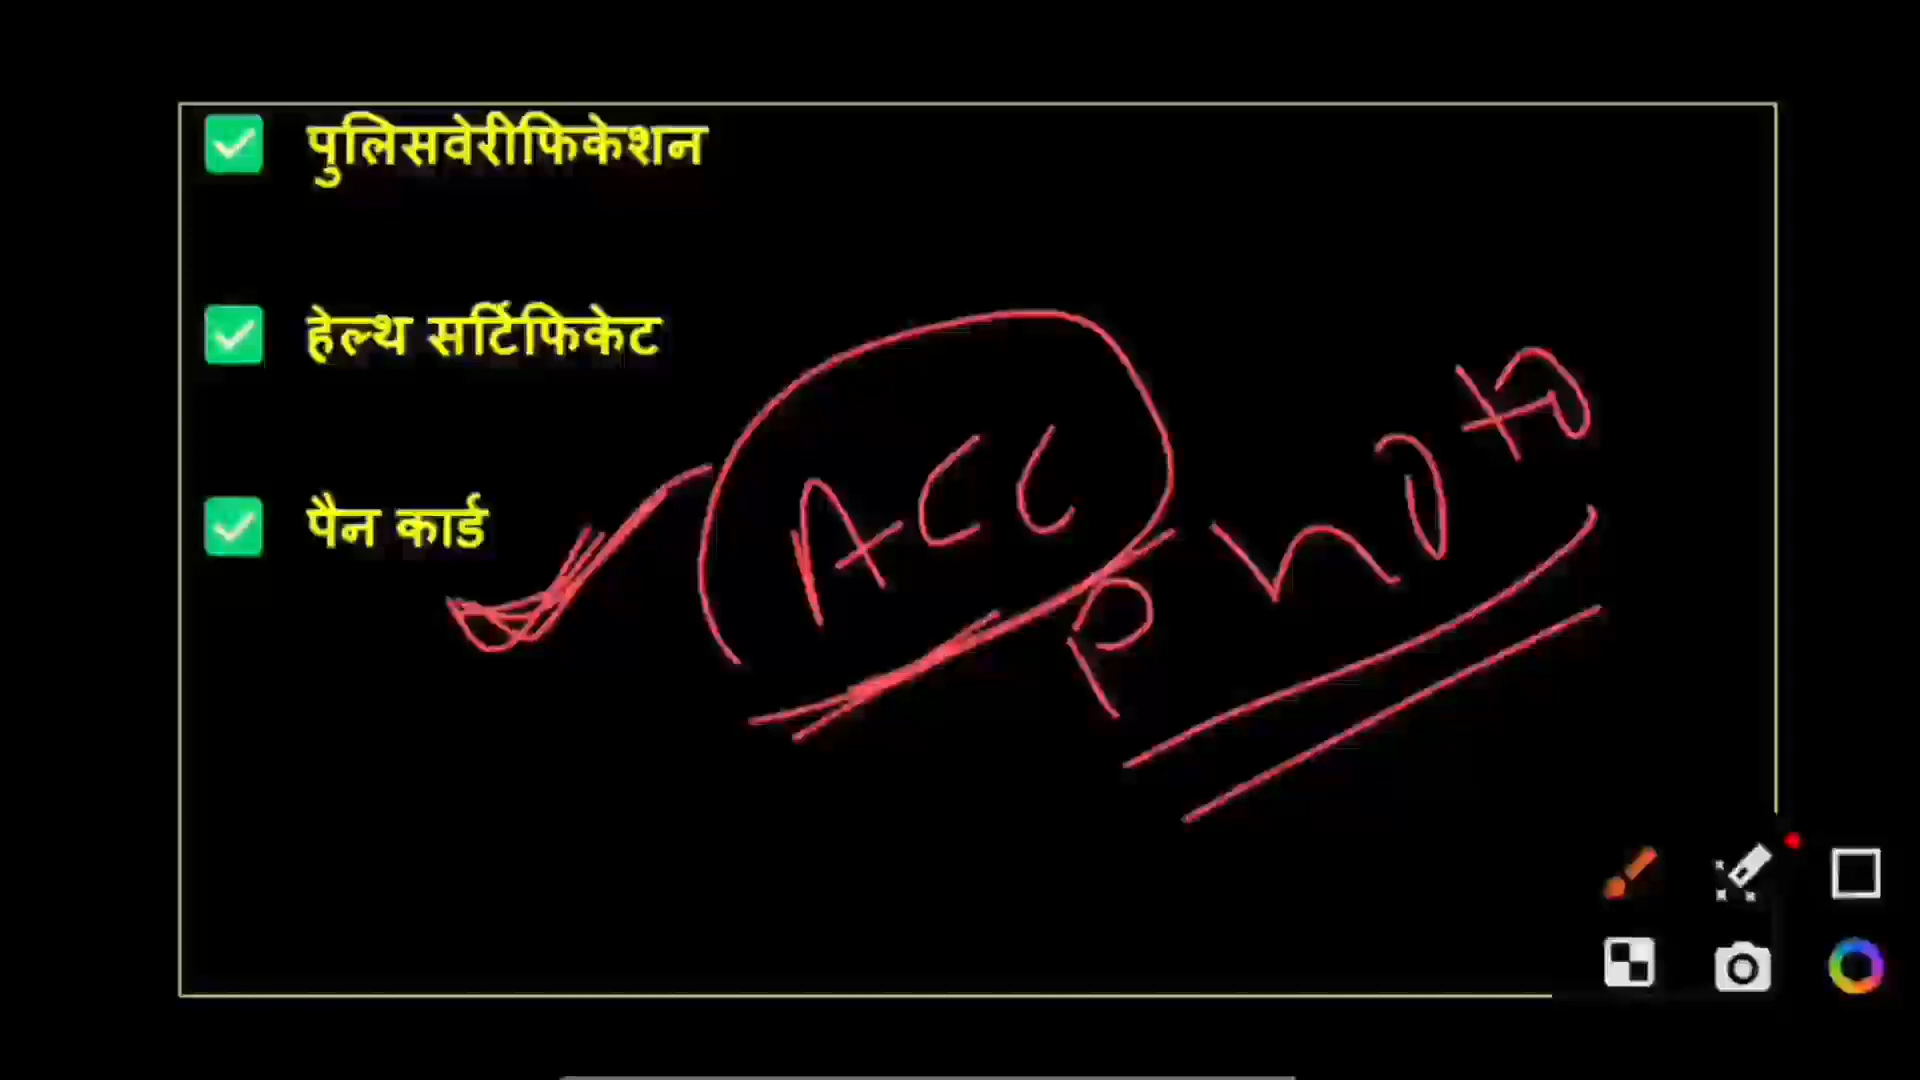 पुलिसवेरीफिकेशन
हेल्थ सर्टिफिकेट
पैन कार्ड
ACC
Photo